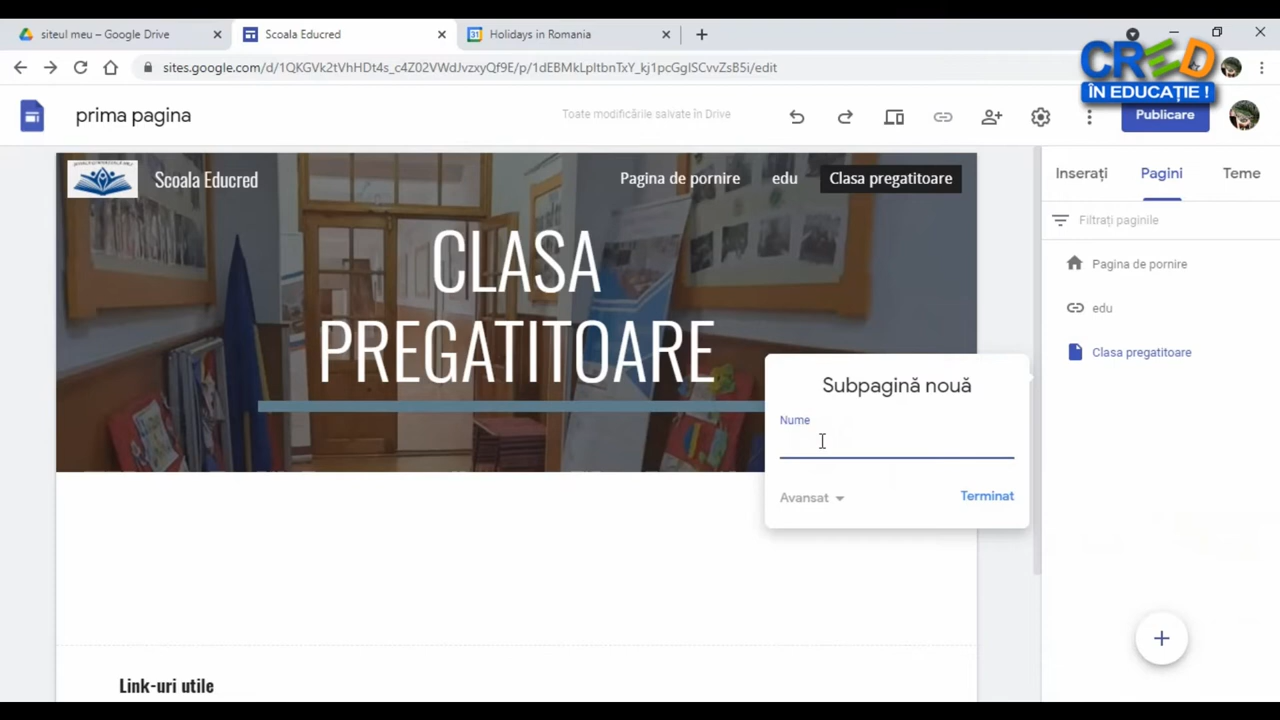 siteul meu – Google Drive
Scoala Educred
Holidays in Romania
sites.google.com/d/1QKGVk2tVhHDt4s_c4Z02VWdJvzxyQf9E/p/1dEBMkLpltbnTxY_kj1pcGgISCvvZsB5i/edit
CRED
ÎN EDUCAȚIE !
prima pagina
Toate modificările salvate în Drive
Publicare
Scoala Educred
Pagina de pornire
edu
Clasa pregatitoare
CLASA
PREGATITOARE
Inserați
Pagini
Teme
Filtrați paginile
Pagina de pornire
edu
Clasa pregatitoare
Subpagină nouă
Nume
Avansat
Terminat
Link-uri utile